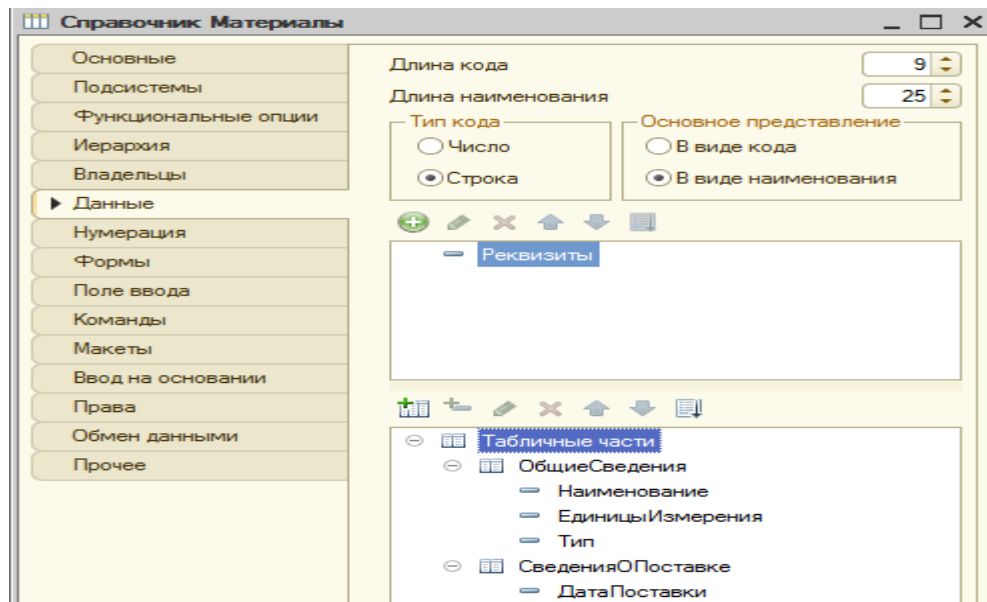 Справочник Материалы
Основные
Подсистемы
Функциональные опции
Иерархия
Владельцы
Данные
Нумерация
Формы
Поле ввода
Команды
Макеты
Ввод на основании
Права
Обмен данными
Прочее
Длина кода 9
Длина наименования 25
Тип кода
Число
Строка
Основное представление
В виде кода
В виде наименования
Реквизиты
Табличные части
ОбщиеСведения
Наименование
ЕдиницыИзмерения
Тип
СведенияОПоставке
ДатаПоставки